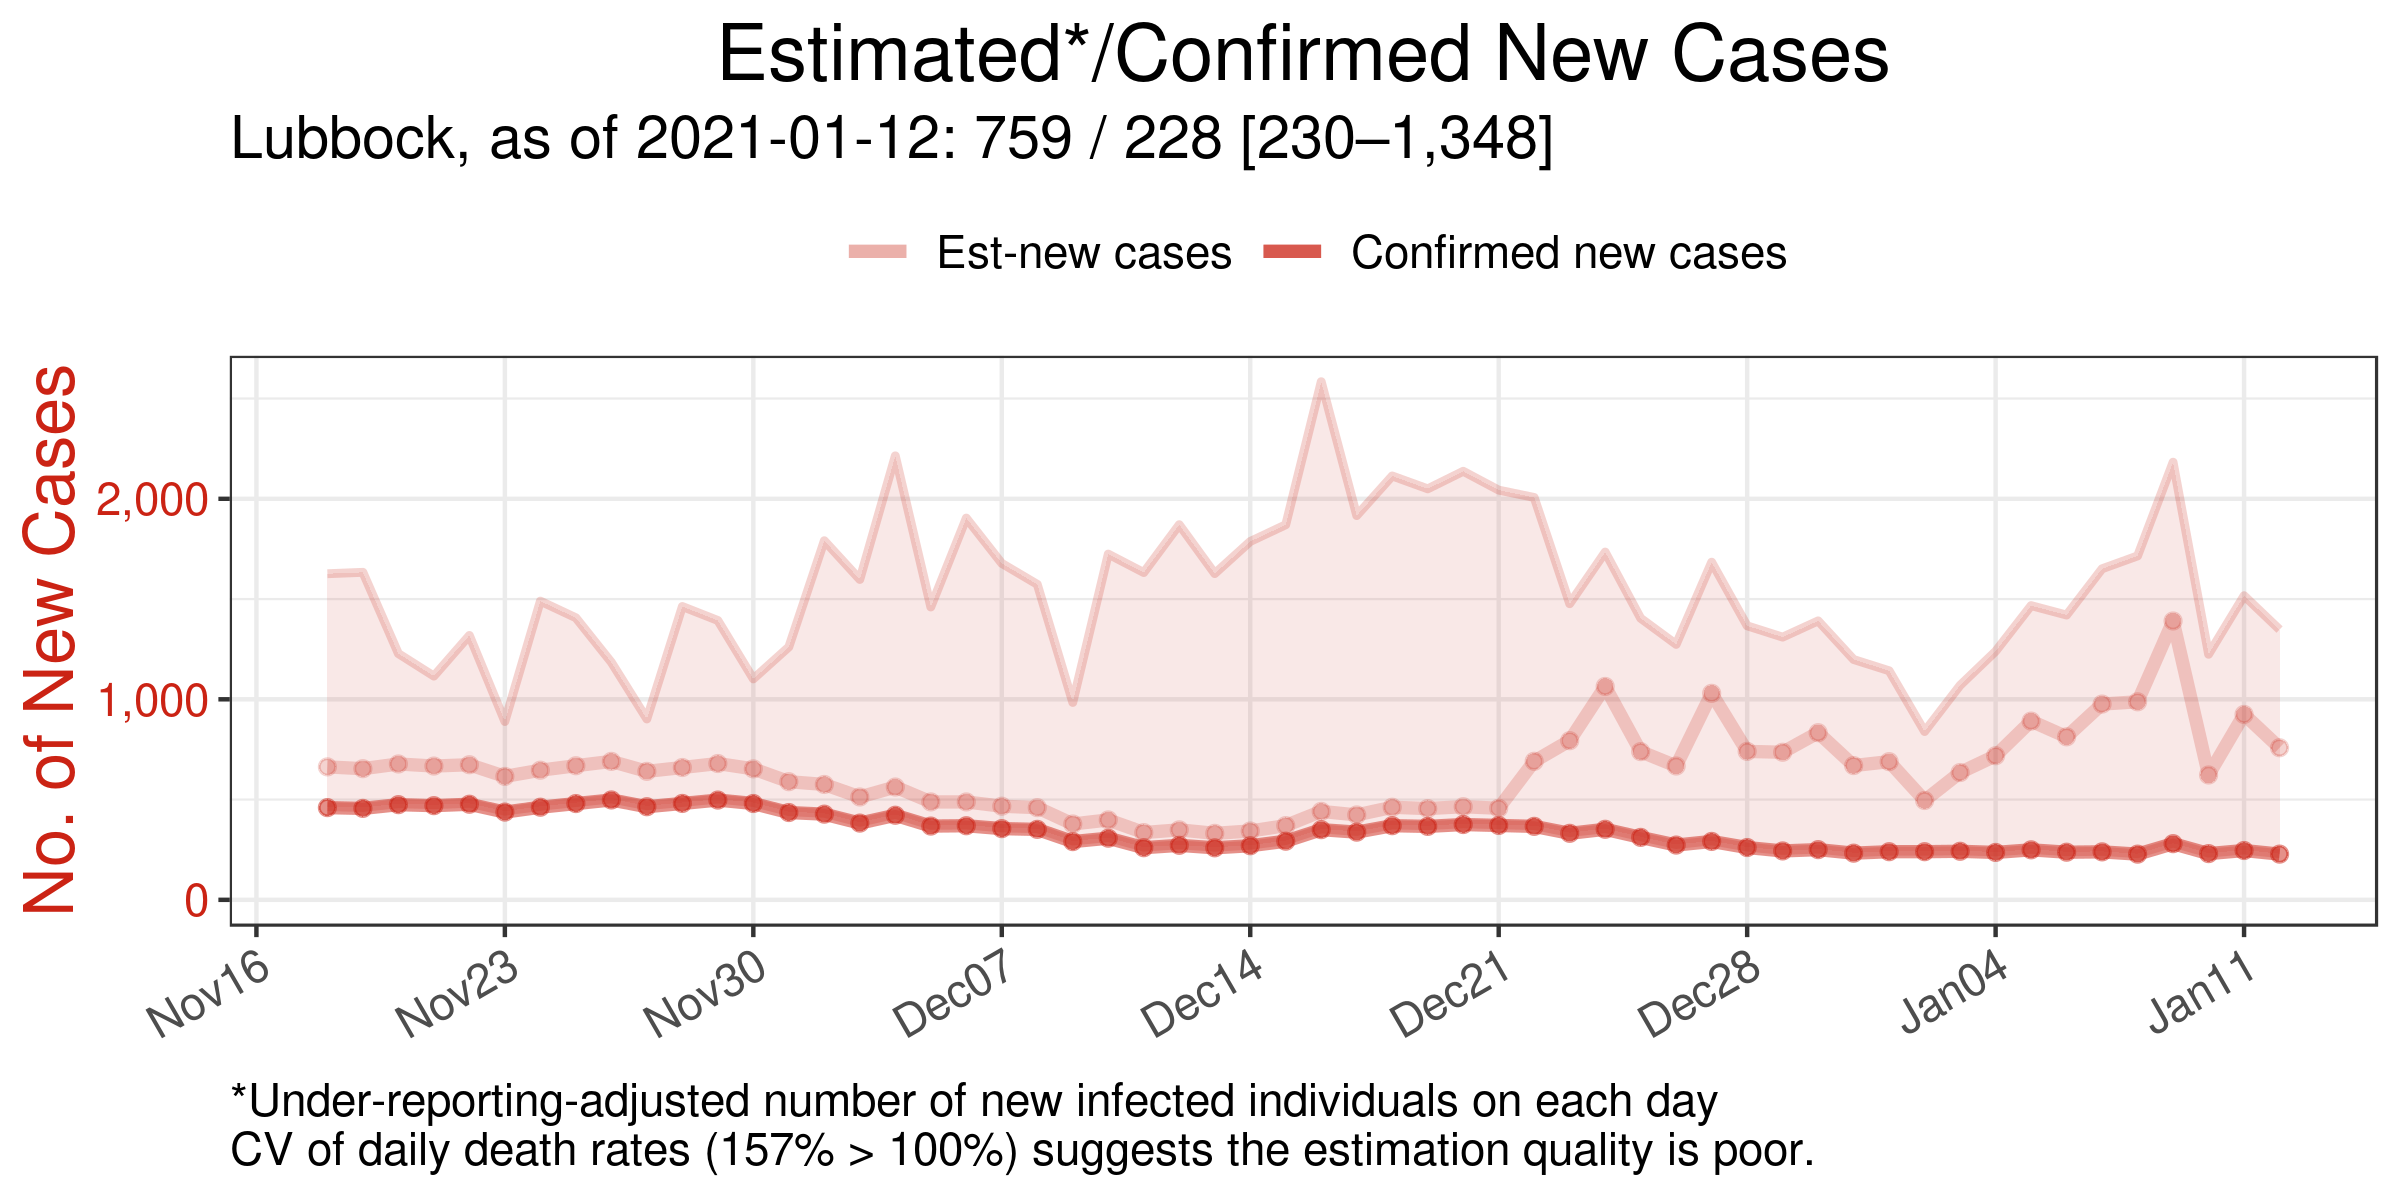 Estimated*/Confirmed New Cases
Lubbock, as of 2021-01-12: 759 / 228 [230–1,348]
Est-new cases Confirmed new cases
No. of New Cases
2,000
1,000
0
Nov16 Nov23 Nov30 Dec07 Dec14 Dec21 Dec28 Jan04 Jan11
*Under-reporting-adjusted number of new infected individuals on each day
CV of daily death rates (157% > 100%) suggests the estimation quality is poor.